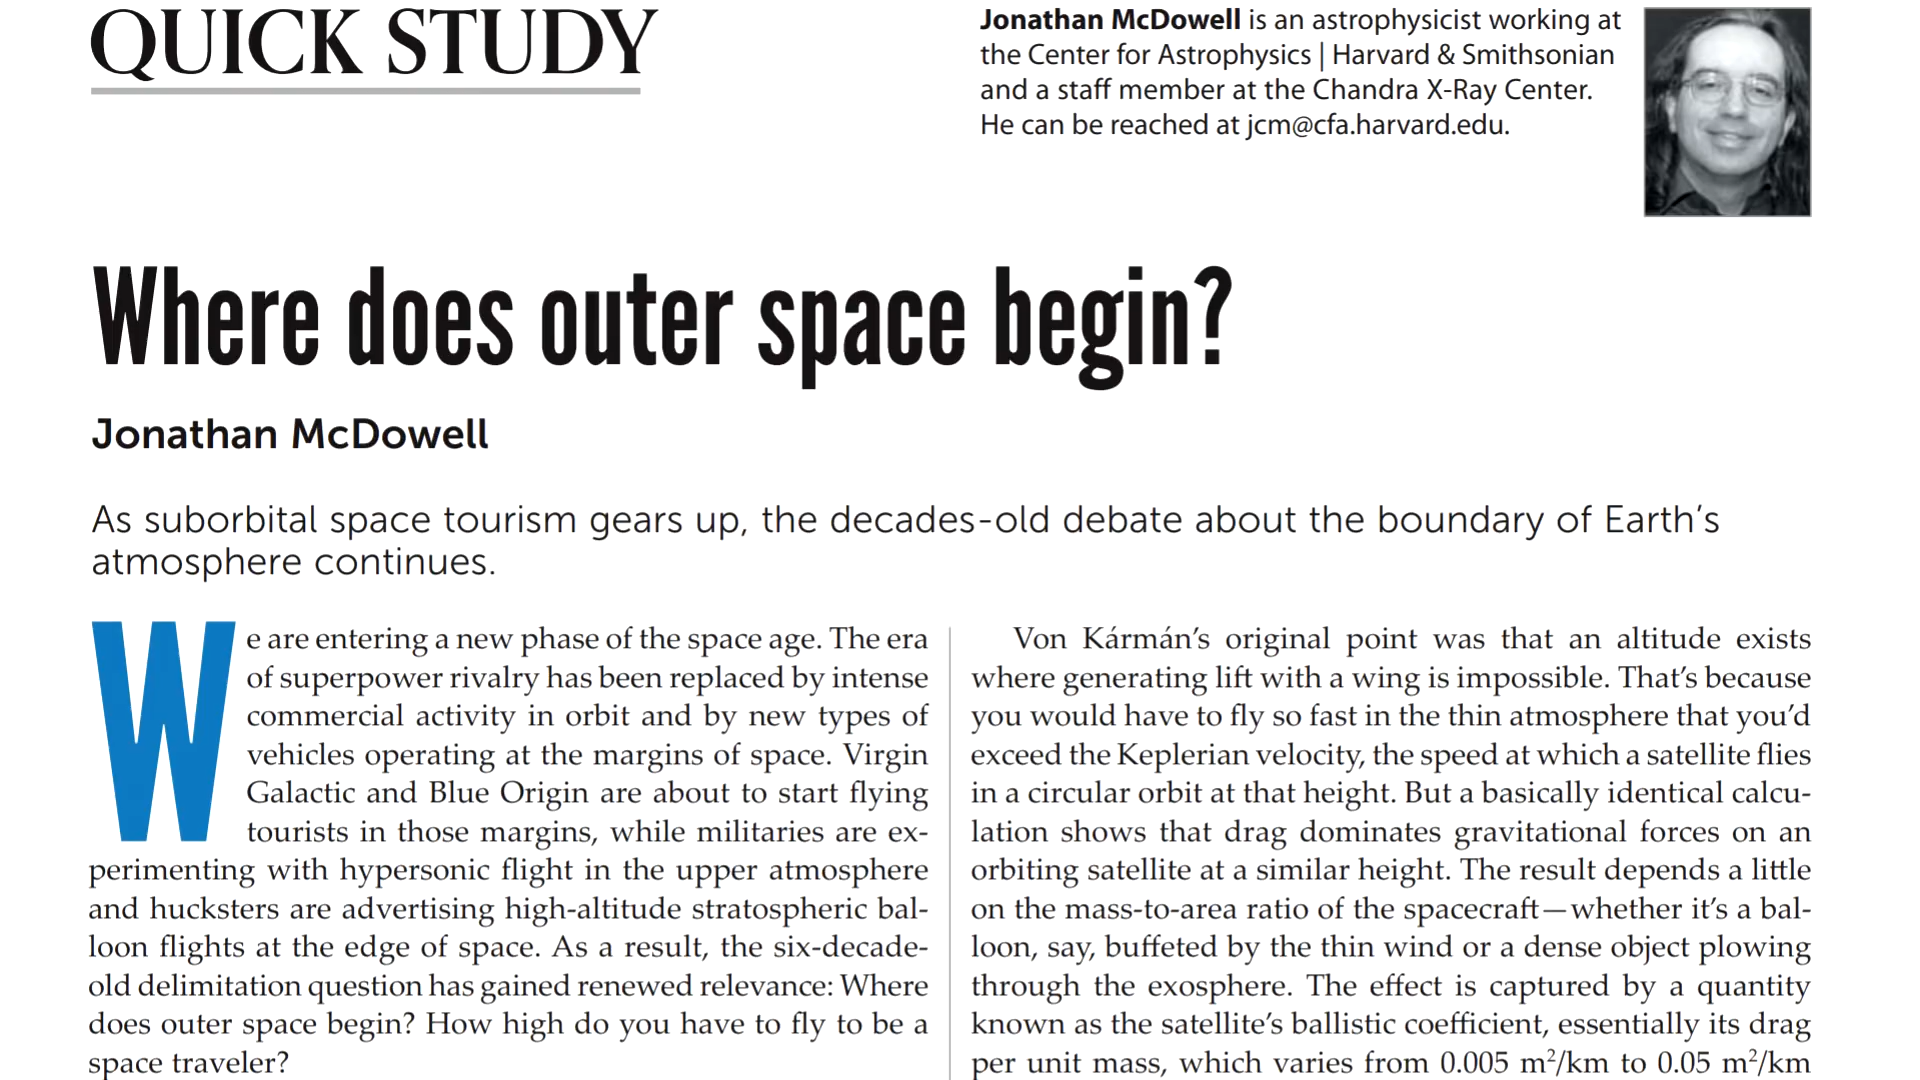 QUICK STUDY
Jonathan McDowell is an astrophysicist working at
the Center for Astrophysics | Harvard & Smithsonian
and a staff member at the Chandra X-Ray Center.
He can be reached at jcm@cfa.harvard.edu.
Where does outer space begin?
Jonathan McDowell
As suborbital space tourism gears up, the decades-old debate about the boundary of Earth’s
atmosphere continues.
We are entering a new phase of the space age. The era
of superpower rivalry has been replaced by intense
commercial activity in orbit and by new types of
vehicles operating at the margins of space. Virgin
Galactic and Blue Origin are about to start flying
tourists in those margins, while militaries are ex-
perimenting with hypersonic flight in the upper atmosphere
and hucksters are advertising high-altitude stratospheric bal-
loon flights at the edge of space. As a result, the six-decade-
old delimitation question has gained renewed relevance: Where
does outer space begin? How high do you have to fly to be a
space traveler?
Von Kármán’s original point was that an altitude exists
where generating lift with a wing is impossible. That’s because
you would have to fly so fast in the thin atmosphere that you’d
exceed the Keplerian velocity, the speed at which a satellite flies
in a circular orbit at that height. But a basically identical calcu-
lation shows that drag dominates gravitational forces on an
orbiting satellite at a similar height. The result depends a little
on the mass-to-area ratio of the spacecraft—whether it’s a bal-
loon, say, buffeted by the thin wind or a dense object plowing
through the exosphere. The effect is captured by a quantity
known as the satellite’s ballistic coefficient, essentially its drag
per unit mass, which varies from 0.005 m²/km to 0.05 m²/km